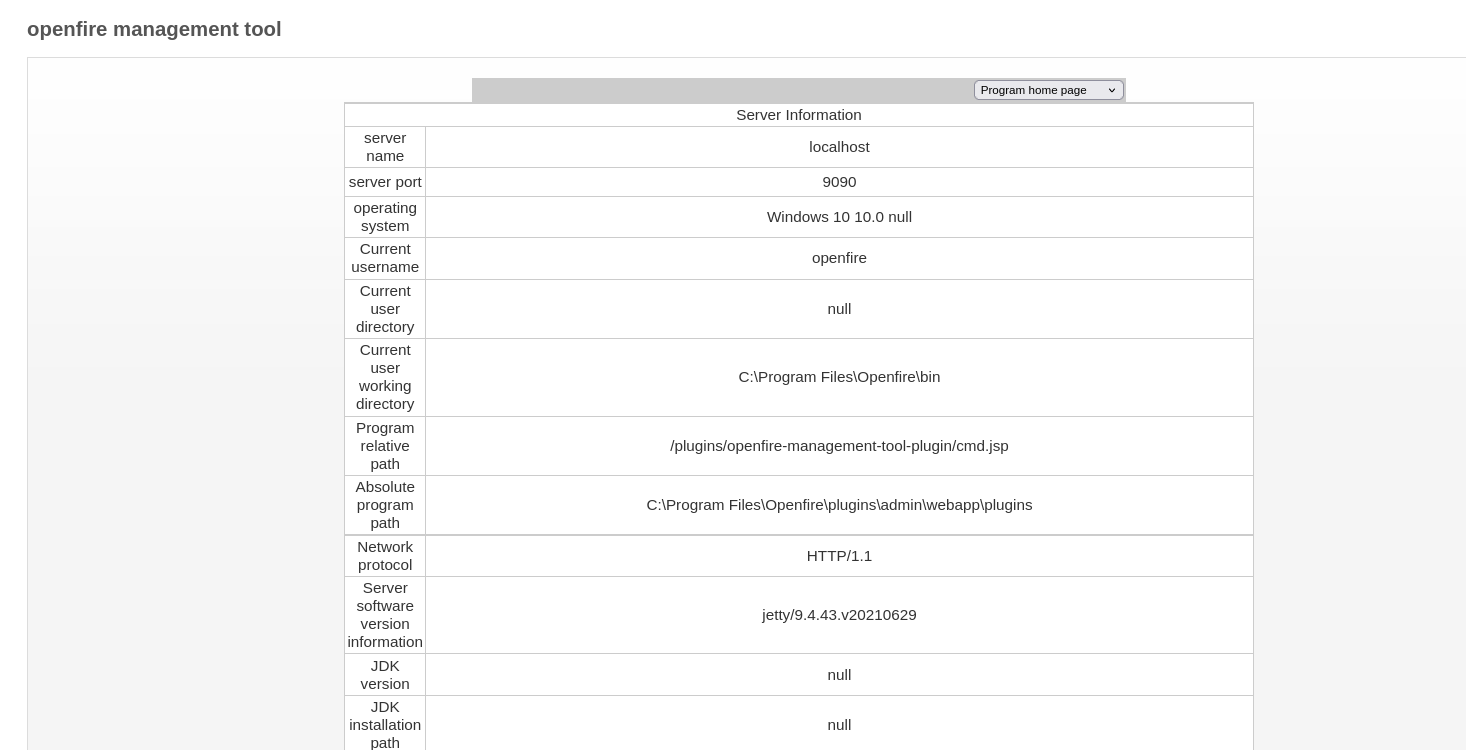 openfire management tool
Program home page
Server Information
server
name
localhost
server port
9090
operating
system
Windows 10 10.0 null
Current
username
openfire
Current
user
directory
null
Current
user
working
directory
C:\Program Files\Openfire\bin
Program
relative
path
/plugins/openfire-management-tool-plugin/cmd.jsp
Absolute
program
path
C:\Program Files\Openfire\plugins\admin\webapp\plugins
Network
protocol
HTTP/1.1
Server
software
version
information
jetty/9.4.43.v20210629
JDK
version
null
JDK
installation
path
null